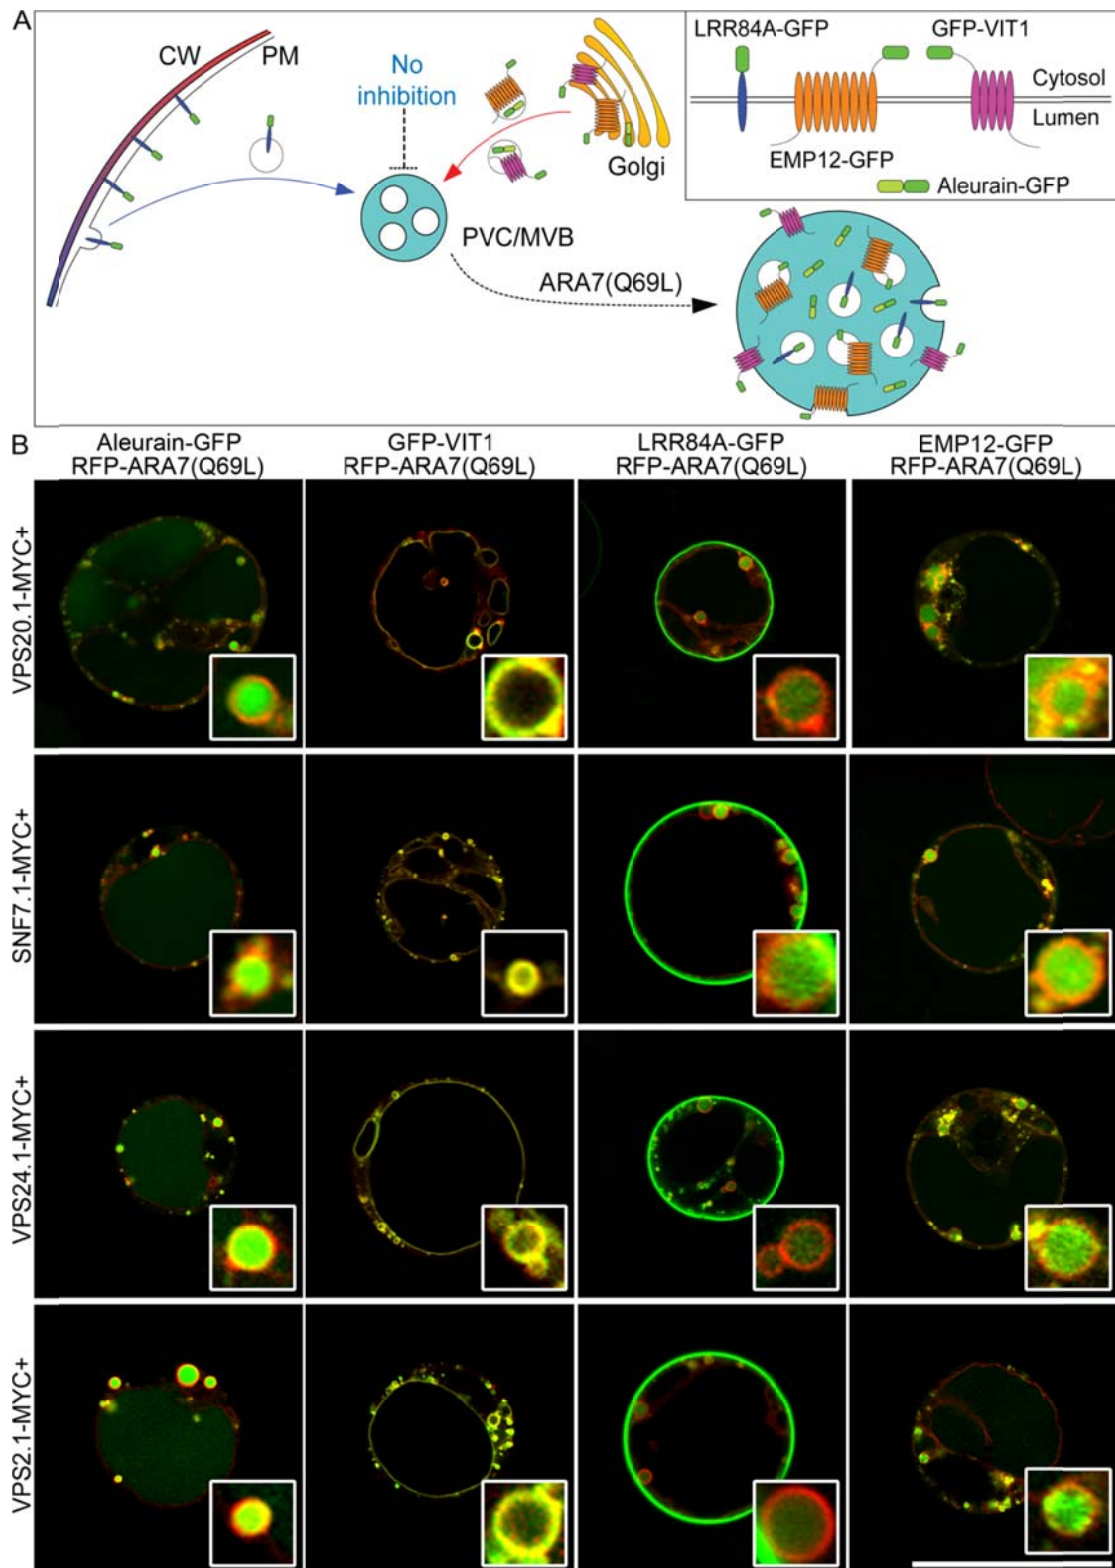 A
CW PM
No
inhibition
Golgi
PVC/MVB
ARA7(Q69L)
LRR84A-GFP GFP-VIT1
Cytosol
Lumen
EMP12-GFP
Aleurain-GFP
B
Aleurain-GFP
RFP-ARA7(Q69L)
GFP-VIT1
RFP-ARA7(Q69L)
LRR84A-GFP
RFP-ARA7(Q69L)
EMP12-GFP
RFP-ARA7(Q69L)
VPS20.1-MYC+
SNF7.1-MYC+
VPS24.1-MYC+
VPS2.1-MYC+